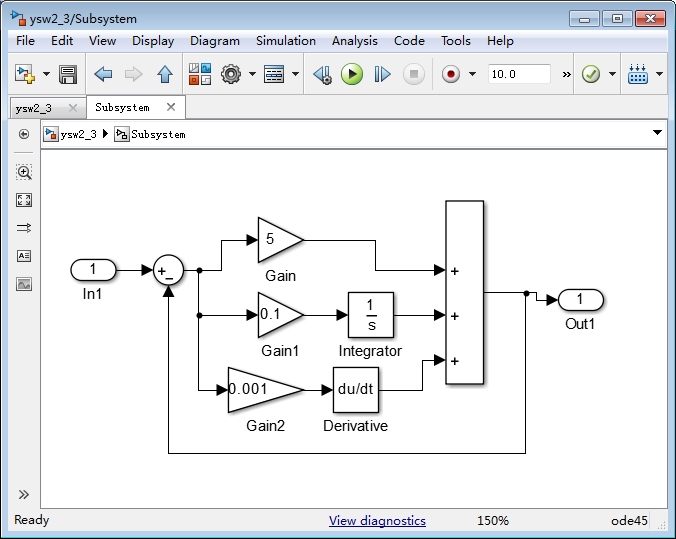 ysw2_3/Subsystem
File Edit View Display Diagram Simulation Analysis Code Tools Help
10.0 »
ysw2_3 Subsystem
ysw2_3 Subsystem
5
Gain
1
In1
+
−
+
1
Out1
0.1
Gain1
1
s
Integrator
+
0.001
Gain2
du/dt
Derivative
+
Ready View diagnostics 150% ode45